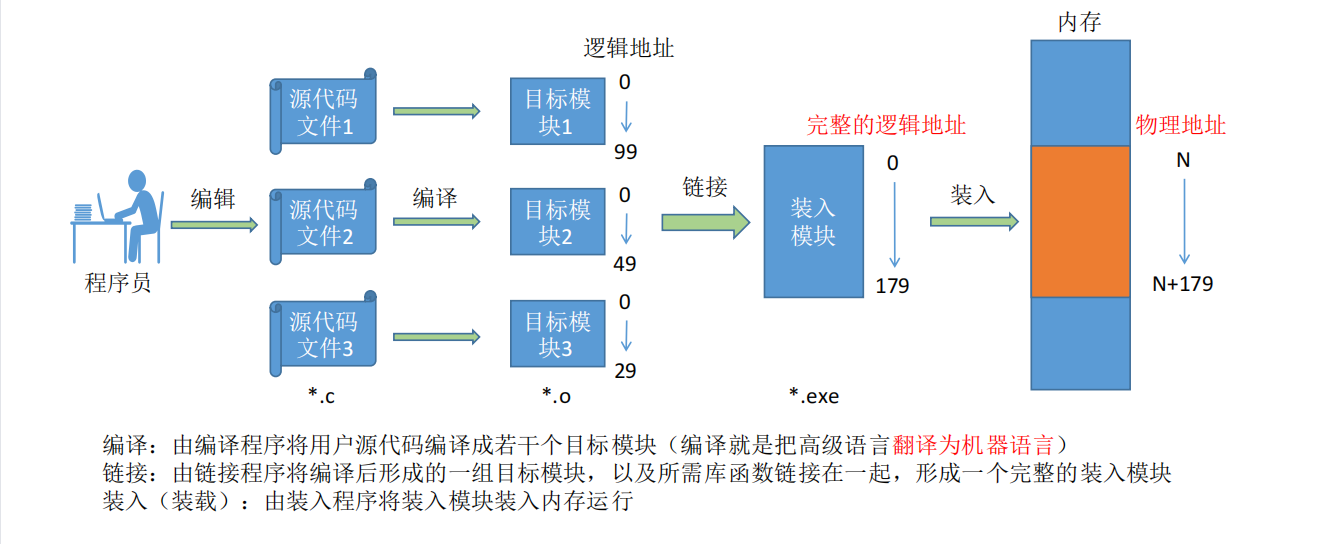 内存
逻辑地址
源代码
文件1
目标模
块1
0
99
完整的逻辑地址
物理地址
程序员
编辑
源代码
文件2
编译
目标模
块2
0
49
链接
装入
模块
0
179
装入
N
N+179
源代码
文件3
目标模
块3
0
29
*.c
*.o
*.exe
编译：由编译程序将用户源代码编译成若干个目标模块（编译就是把高级语言翻译为机器语言）
链接：由链接程序将编译后形成的一组目标模块，以及所需库函数链接在一起，形成一个完整的装入模块
装入（装载）：由装入程序将装入模块装入内存运行